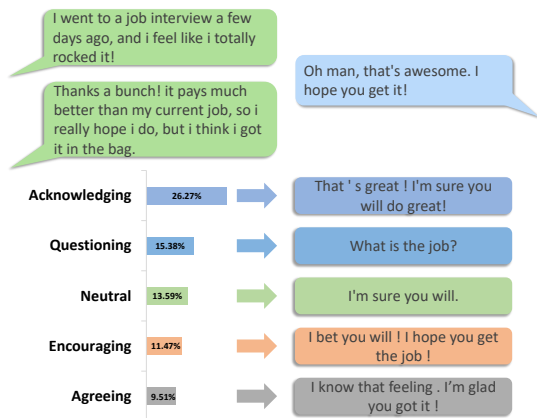 I went to a job interview a few
days ago, and i feel like i totally
rocked it!
Oh man, that's awesome. I
hope you get it!
Thanks a bunch! it pays much
better than my current job, so i
really hope i do, but i think i got
it in the bag.
Acknowledging
26.27%
That ' s great ! I'm sure you
will do great!
Questioning
15.38%
What is the job?
Neutral
13.59%
I'm sure you will.
Encouraging
11.47%
I bet you will ! I hope you get
the job !
Agreeing
9.51%
I know that feeling . I'm glad
you got it !